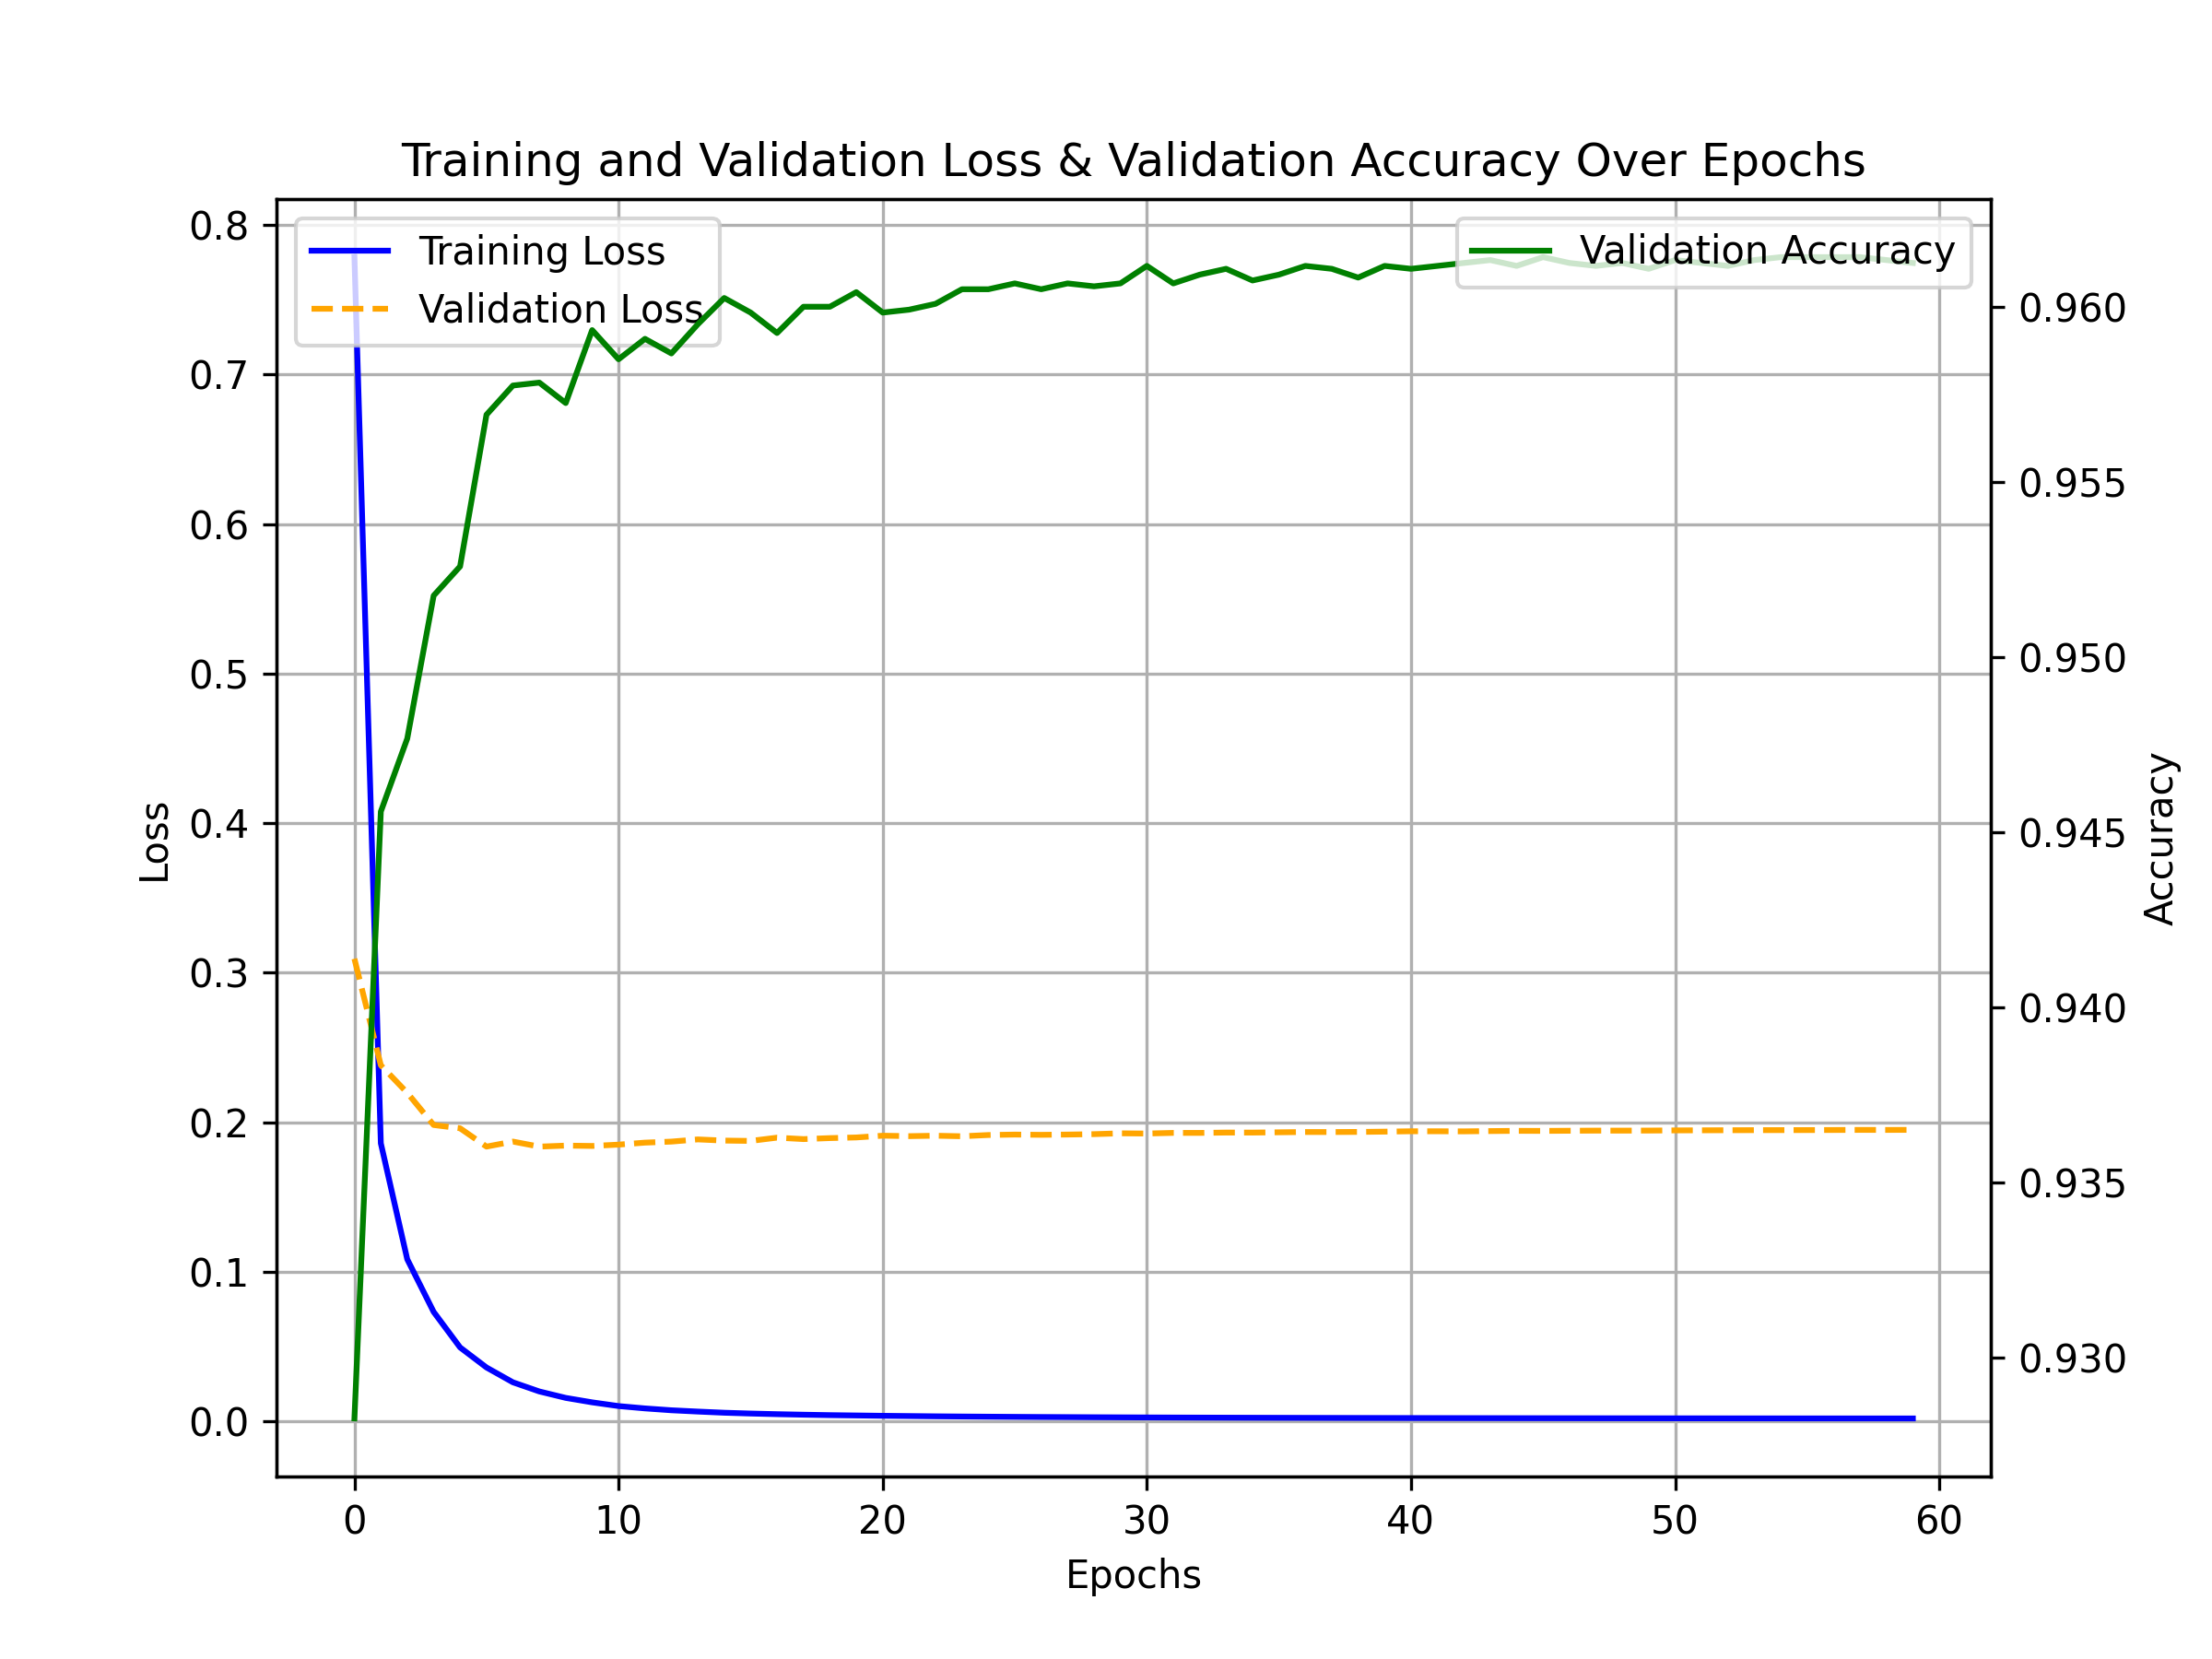 Training and Validation Loss & Validation Accuracy Over Epochs
Training Loss
Validation Loss
Validation Accuracy
0.8
0.7
0.6
0.5
0.4
0.3
0.2
0.1
0.0
Loss
0.960
0.955
0.950
0.945
0.940
0.935
0.930
Accuracy
0 10 20 30 40 50 60
Epochs